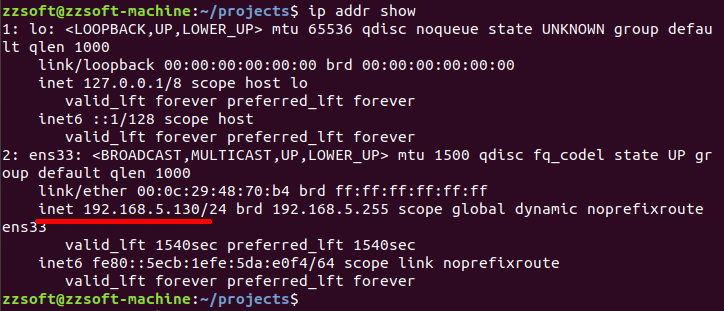 zzsoft@zzsoft-machine:~/projects$ ip addr show
1: lo: <LOOPBACK,UP,LOWER_UP> mtu 65536 qdisc noqueue state UNKNOWN group defau
lt qlen 1000
    link/loopback 00:00:00:00:00:00 brd 00:00:00:00:00:00
    inet 127.0.0.1/8 scope host lo
       valid_lft forever preferred_lft forever
    inet6 ::1/128 scope host
       valid_lft forever preferred_lft forever
2: ens33: <BROADCAST,MULTICAST,UP,LOWER_UP> mtu 1500 qdisc fq_codel state UP gr
oup default qlen 1000
    link/ether 00:0c:29:48:70:b4 brd ff:ff:ff:ff:ff:ff
    inet 192.168.5.130/24 brd 192.168.5.255 scope global dynamic noprefixroute
ens33
       valid_lft 1540sec preferred_lft 1540sec
    inet6 fe80::5ecb:1efe:5da:e0f4/64 scope link noprefixroute
       valid_lft forever preferred_lft forever
zzsoft@zzsoft-machine:~/projects$